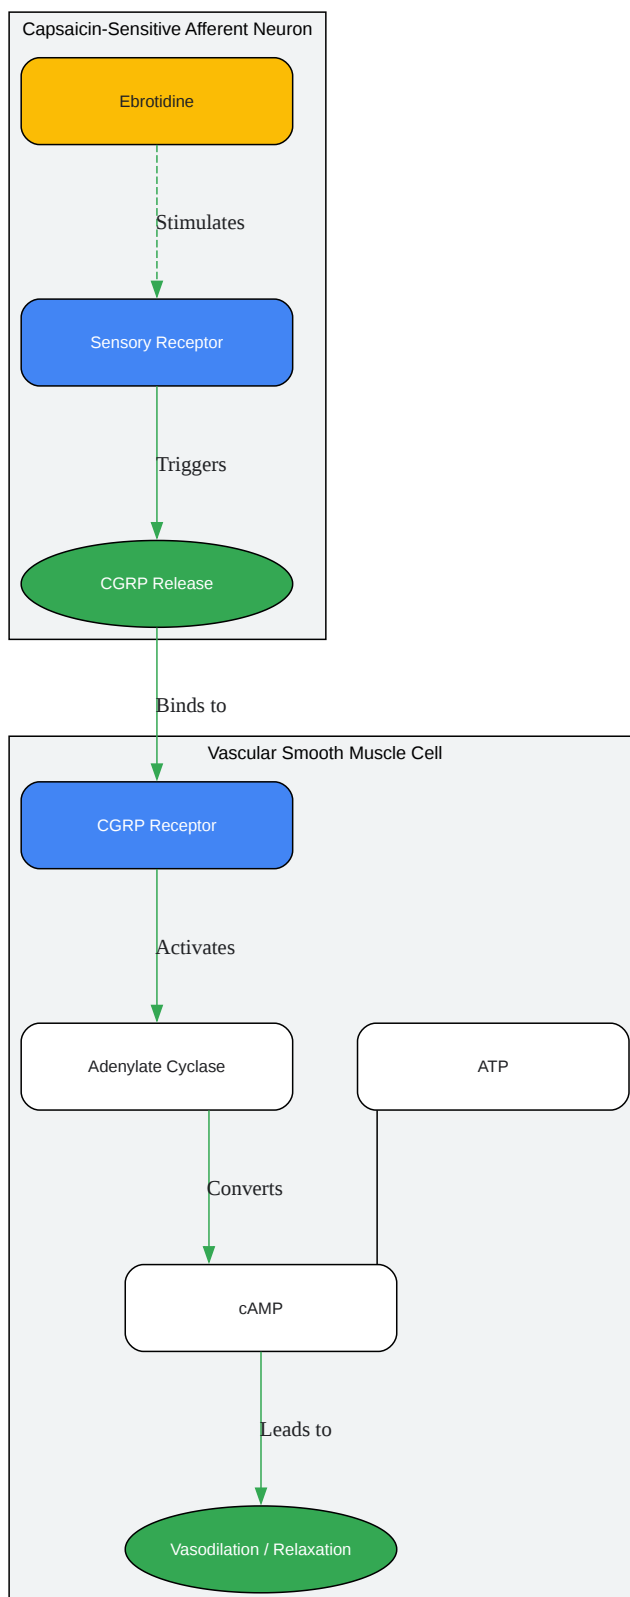 Capsaicin-Sensitive Afferent Neuron
Ebrotidine
Stimulates
Sensory Receptor
Triggers
CGRP Release
Binds to
Vascular Smooth Muscle Cell
CGRP Receptor
Activates
Adenylate Cyclase
ATP
Converts
cAMP
Leads to
Vasodilation / Relaxation